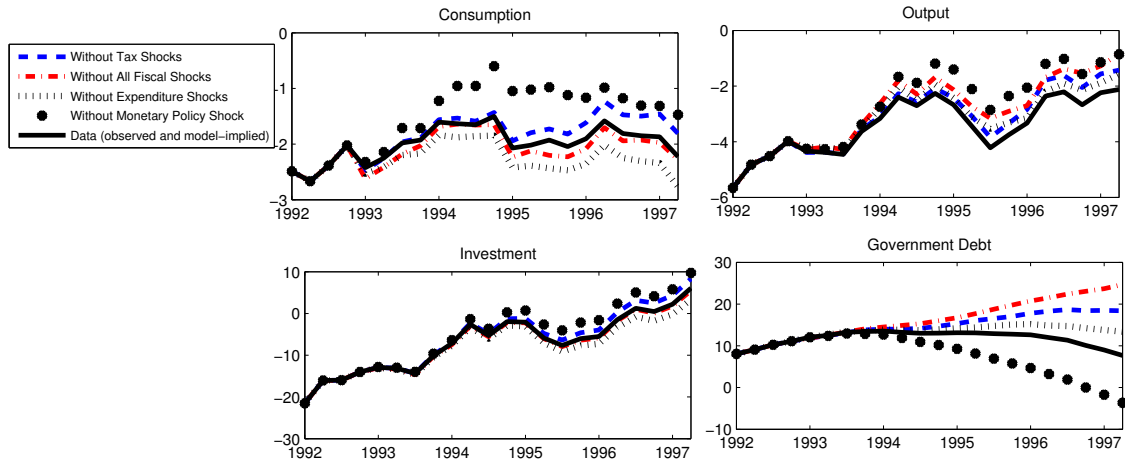 Consumption
0
−1
−2
−3
1992 1993 1994 1995 1996 1997
Without Tax Shocks
Without All Fiscal Shocks
Without Expenditure Shocks
Without Monetary Policy Shock
Data (observed and model-implied)
Output
0
−2
−4
−6
1992 1993 1994 1995 1996 1997
Investment
10
0
−10
−20
−30
1992 1993 1994 1995 1996 1997
Government Debt
30
20
10
0
−10
1992 1993 1994 1995 1996 1997